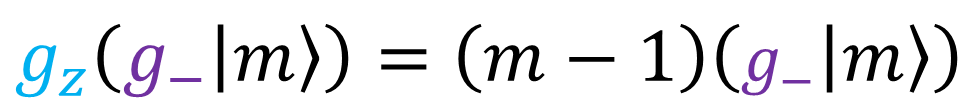 g_z(g_−|m⟩) = (m − 1)(g_−|m⟩)